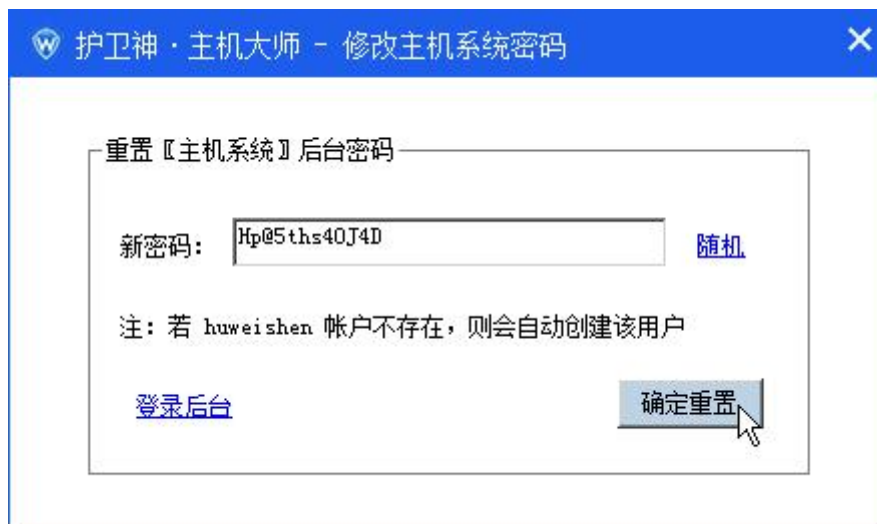 护卫神·主机大师 - 修改主机系统密码
重置〖主机系统〗后台密码
新密码: Hp@5ths4OJ4D 随机
注: 若 huweishen 帐户不存在，则会自动创建该用户
登录后台 确定重置